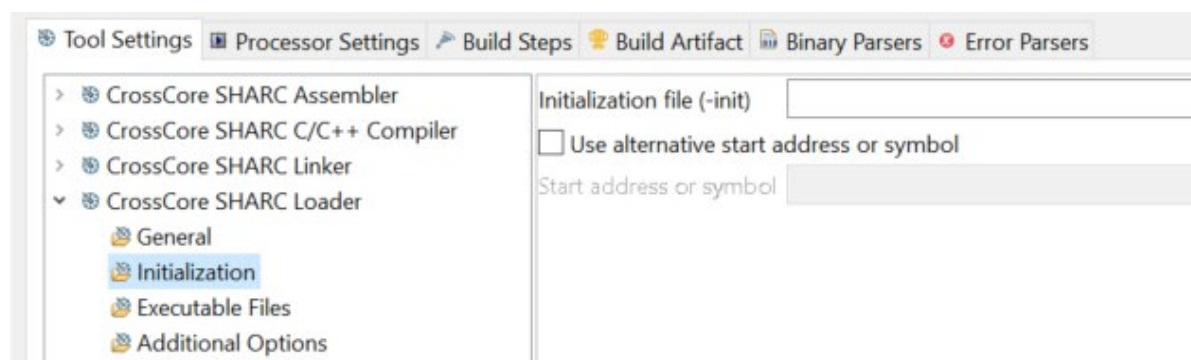 Tool Settings Processor Settings Build Steps Build Artifact Binary Parsers Error Parsers
CrossCore SHARC Assembler
CrossCore SHARC C/C++ Compiler
CrossCore SHARC Linker
CrossCore SHARC Loader
General
Initialization
Executable Files
Additional Options
Initialization file (-init)
Use alternative start address or symbol
Start address or symbol